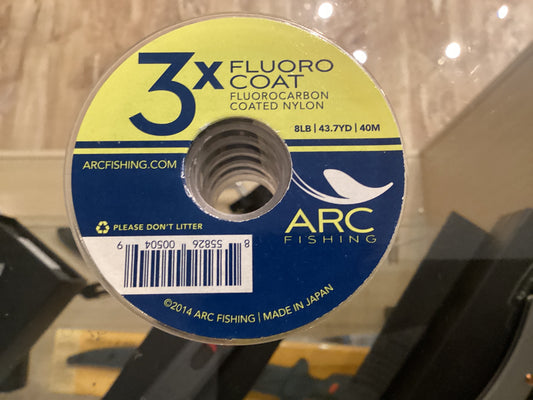 3X FLUORO
COAT
FLUOROCARBON
COATED NYLON
8LB | 43.7YD | 40M
ARCFISHING.COM
ARC
FISHING
PLEASE DON'T LITTER
8 55826 00504 9
©2014 ARC FISHING | MADE IN JAPAN